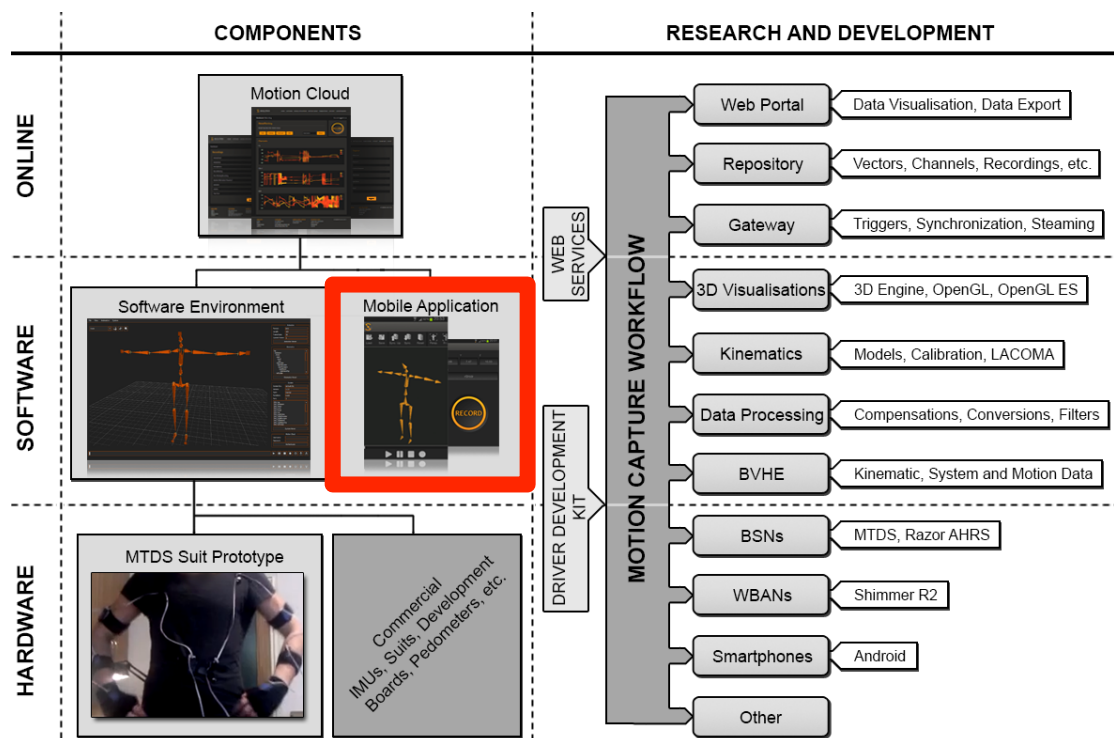 COMPONENTS
RESEARCH AND DEVELOPMENT
ONLINE
Motion Cloud
Web Portal
Data Visualisation, Data Export
Repository
Vectors, Channels, Recordings, etc.
Gateway
Triggers, Synchronization, Steaming
WEB
SERVICES
MOTION CAPTURE WORKFLOW
SOFTWARE
Software Environment
Mobile Application
RECORD
3D Visualisations
3D Engine, OpenGL, OpenGL ES
Kinematics
Models, Calibration, LACOMA
Data Processing
Compensations, Conversions, Filters
BVHE
Kinematic, System and Motion Data
DRIVER DEVELOPMENT
KIT
HARDWARE
MTDS Suit Prototype
Commercial
IMUs, Suits, Development
Boards, Pedometers, etc.
BSNs
MTDS, Razor AHRS
WBANs
Shimmer R2
Smartphones
Android
Other